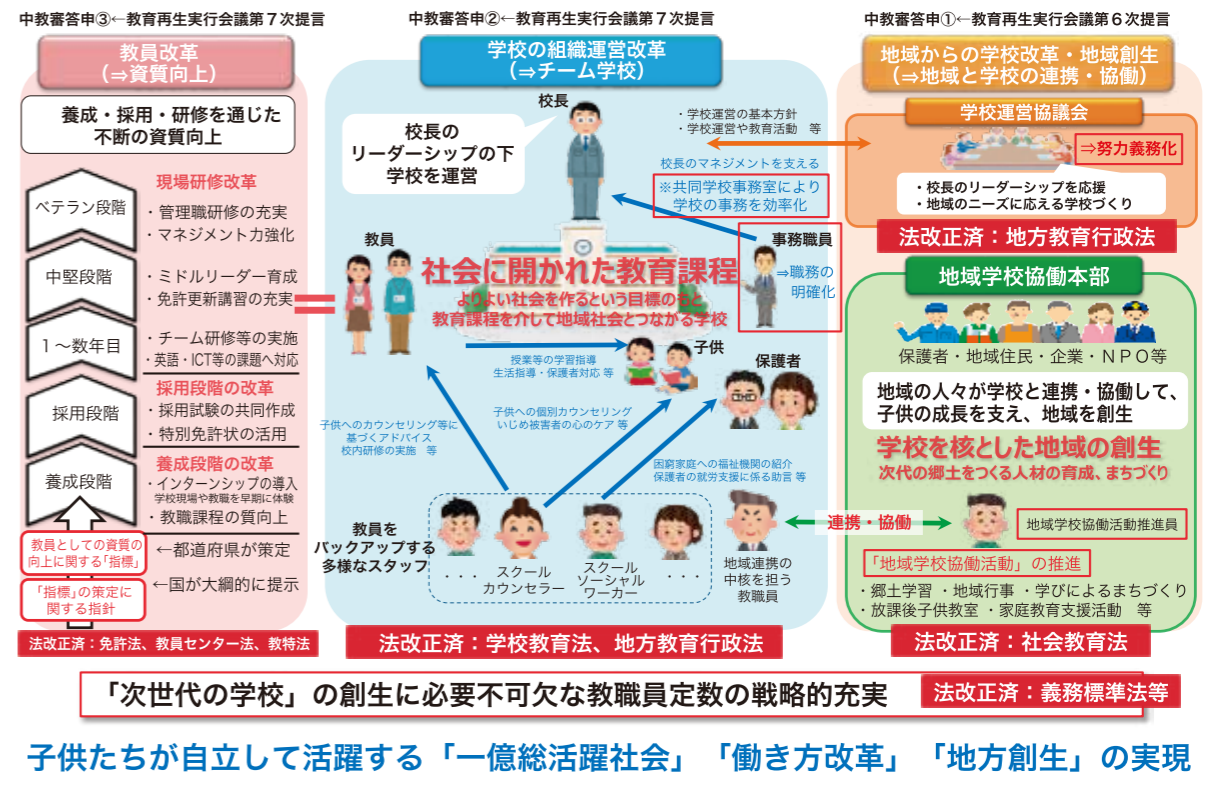 中教審答申③←教育再生実行会議第７次提言
教員改革
（⇒資質向上）
養成・採用・研修を通じた
不断の資質向上
ベテラン段階
現場研修改革
・管理職研修の充実
・マネジメント力強化
中堅段階
・ミドルリーダー育成
・免許更新講習の充実
１～数年目
・チーム研修等の実施
・英語・ICT等の課題へ対応
採用段階
採用段階の改革
・採用試験の共同作成
・特別免許状の活用
養成段階
養成段階の改革
・インターンシップの導入
学校現場や教職を早期に体験
・教職課程の質向上
教員としての資質の
向上に関する「指標」
←都道府県が策定
「指標」の策定に
関する指針
←国が大綱的に提示
法改正済：免許法、教員センター法、教特法
中教審答申②←教育再生実行会議第７次提言
学校の組織運営改革
（⇒チーム学校）
校長
校長の
リーダーシップの下
学校を運営
・学校運営の基本方針
・学校運営や教育活動　等
校長のマネジメントを支える
※共同学校事務室により
学校の事務を効率化
教員
事務職員
⇒職務の
明確化
社会に開かれた教育課程
よりよい社会を作るという目標のもと
教育課程を介して地域社会とつながる学校
授業等の学習指導
生活指導・保護者対応 等
子供
保護者
子供へのカウンセリング等に
基づくアドバイス
校内研修の実施　等
子供への個別カウンセリング
いじめ被害者の心のケア 等
困窮家庭への福祉機関の紹介
保護者の就労支援に係る助言 等
教員を
バックアップする
多様なスタッフ
・・・
スクール
カウンセラー
スクール
ソーシャル
ワーカー
・・・
地域連携の
中核を担う
教職員
連携・協働
法改正済：学校教育法、地方教育行政法
中教審答申①←教育再生実行会議第６次提言
地域からの学校改革・地域創生
（⇒地域と学校の連携・協働）
学校運営協議会
⇒努力義務化
・校長のリーダーシップを応援
・地域のニーズに応える学校づくり
法改正済：地方教育行政法
地域学校協働本部
保護者・地域住民・企業・ＮＰＯ等
地域の人々が学校と連携・協働して、
子供の成長を支え、地域を創生
学校を核とした地域の創生
次代の郷土をつくる人材の育成、まちづくり
地域学校協働活動推進員
「地域学校協働活動」の推進
・郷土学習 ・地域行事 ・学びによるまちづくり
・放課後子供教室 ・家庭教育支援活動　等
法改正済：社会教育法
「次世代の学校」の創生に必要不可欠な教職員定数の戦略的充実
法改正済：義務標準法等
子供たちが自立して活躍する「一億総活躍社会」「働き方改革」「地方創生」の実現